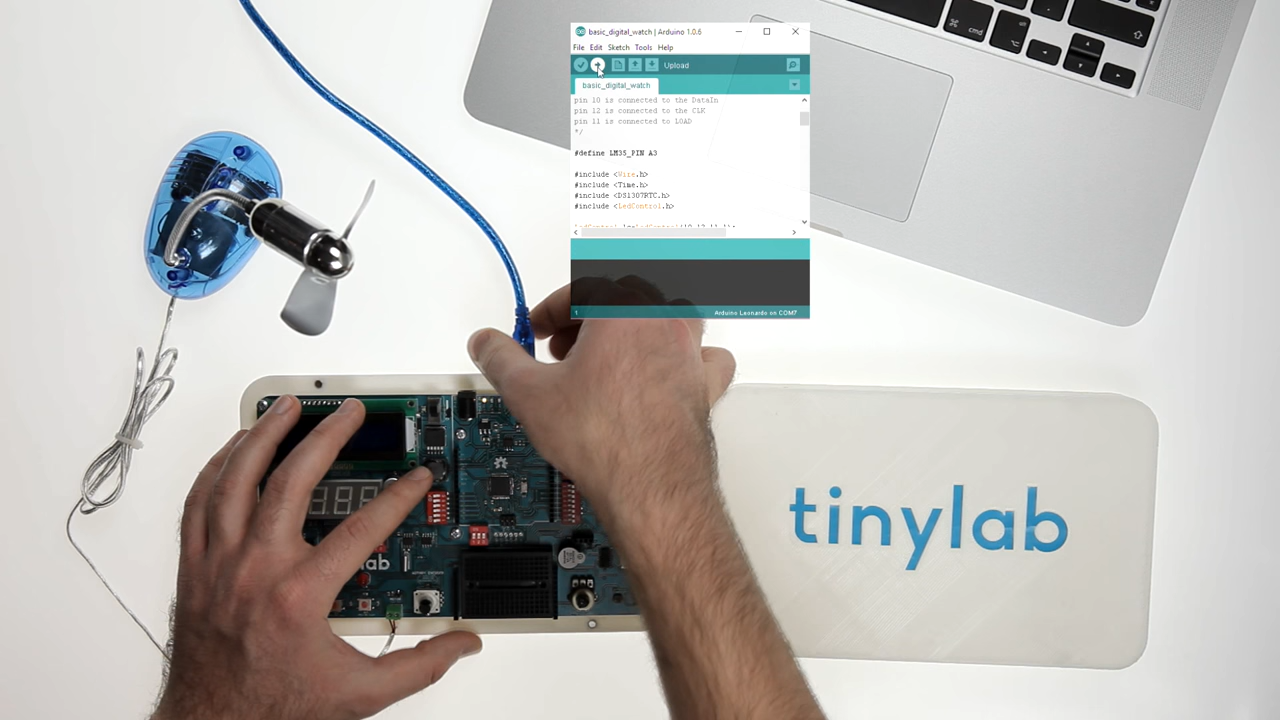 basic_digital_watch | Arduino 1.0.6
File Edit Sketch Tools Help
Upload
basic_digital_watch
pin 10 is connected to the DataIn
pin 12 is connected to the CLK
pin 11 is connected to LOAD
*/
#define LM35_PIN A3
#include <Wire.h>
#include <Time.h>
#include <DS1307RTC.h>
#include <LedControl.h>
1
Arduino Leonardo on COM7
tinylab